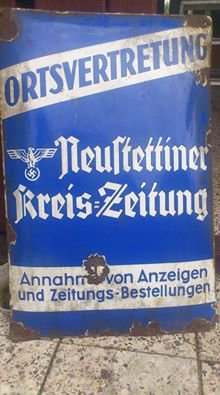 ORTSVERTRETUNG
Neustettiner
Kreis=Zeitung
Annahme von Anzeigen
und Zeitungs-Bestellungen